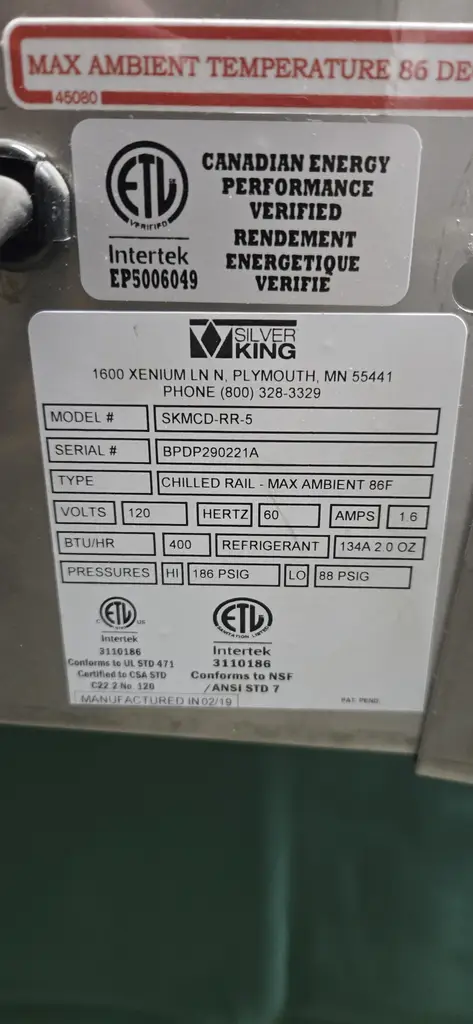 MAX AMBIENT TEMPERATURE 86 DE
45080
ETL
VERIFIED
Intertek
EP5006049
CANADIAN ENERGY
PERFORMANCE
VERIFIED
RENDEMENT
ENERGETIQUE
VERIFIE
SILVER
KING
1600 XENIUM LN N, PLYMOUTH, MN 55441
PHONE (800) 328-3329
MODEL # SKMCD-RR-5
SERIAL # BPDP290221A
TYPE CHILLED RAIL - MAX AMBIENT 86F
VOLTS 120 HERTZ 60 AMPS 1.6
BTU/HR 400 REFRIGERANT 134A 2.0 OZ
PRESSURES HI 186 PSIG LO 88 PSIG
ETL
Intertek
3110186
Conforms to UL STD 471
Certified to CSA STD
C22.2 No. 120
ETL
SANITATION LISTED
Intertek
3110186
Conforms to NSF
/ANSI STD 7
MANUFACTURED IN 02/19
PAT. PEND.